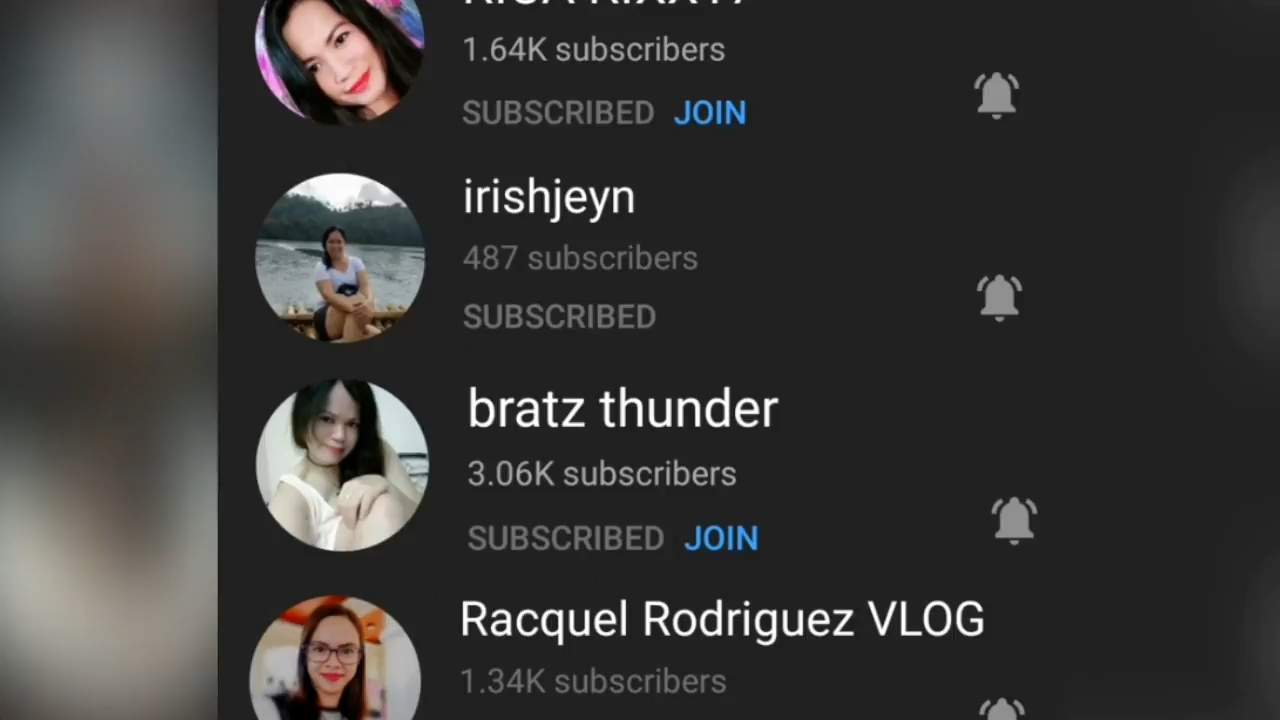 1.64K subscribers
SUBSCRIBED JOIN
irishjeyn
487 subscribers
SUBSCRIBED
bratz thunder
3.06K subscribers
SUBSCRIBED JOIN
Racquel Rodriguez VLOG
1.34K subscribers